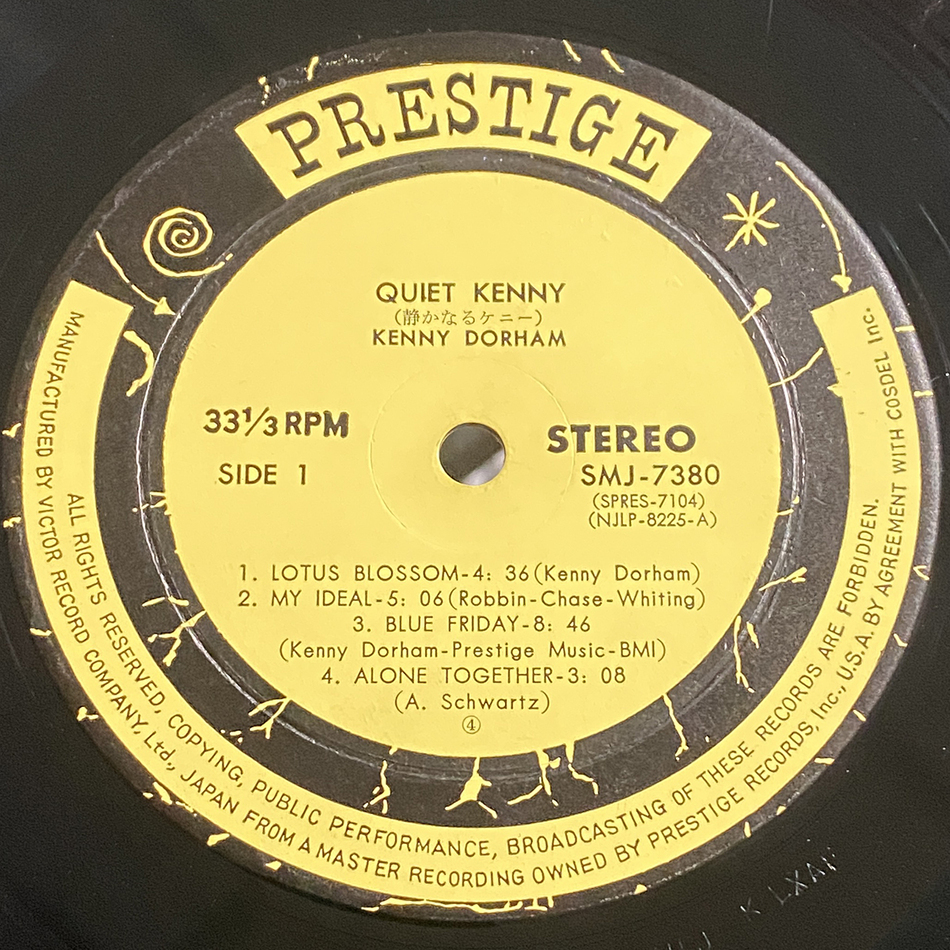 PRESTIGE
QUIET KENNY
(静かなるケニー)
KENNY DORHAM
33⅓ RPM
SIDE 1
STEREO
SMJ-7380
(SPRES-7104)
(NJLP-8225-A)
1. LOTUS BLOSSOM-4: 36(Kenny Dorham)
2. MY IDEAL-5: 06(Robbin-Chase-Whiting)
3. BLUE FRIDAY-8: 46
(Kenny Dorham-Prestige Music-BMI)
4. ALONE TOGETHER-3: 08
(A. Schwartz)
④
ALL RIGHTS RESERVED, COPYING, PUBLIC PERFORMANCE, BROADCASTING OF THESE RECORDS ARE FORBIDDEN.
MANUFACTURED BY VICTOR RECORD COMPANY, Ltd., JAPAN FROM A MASTER RECORDING OWNED BY PRESTIGE RECORDS, Inc., U.S.A. BY AGREEMENT WITH COSDEL Inc.